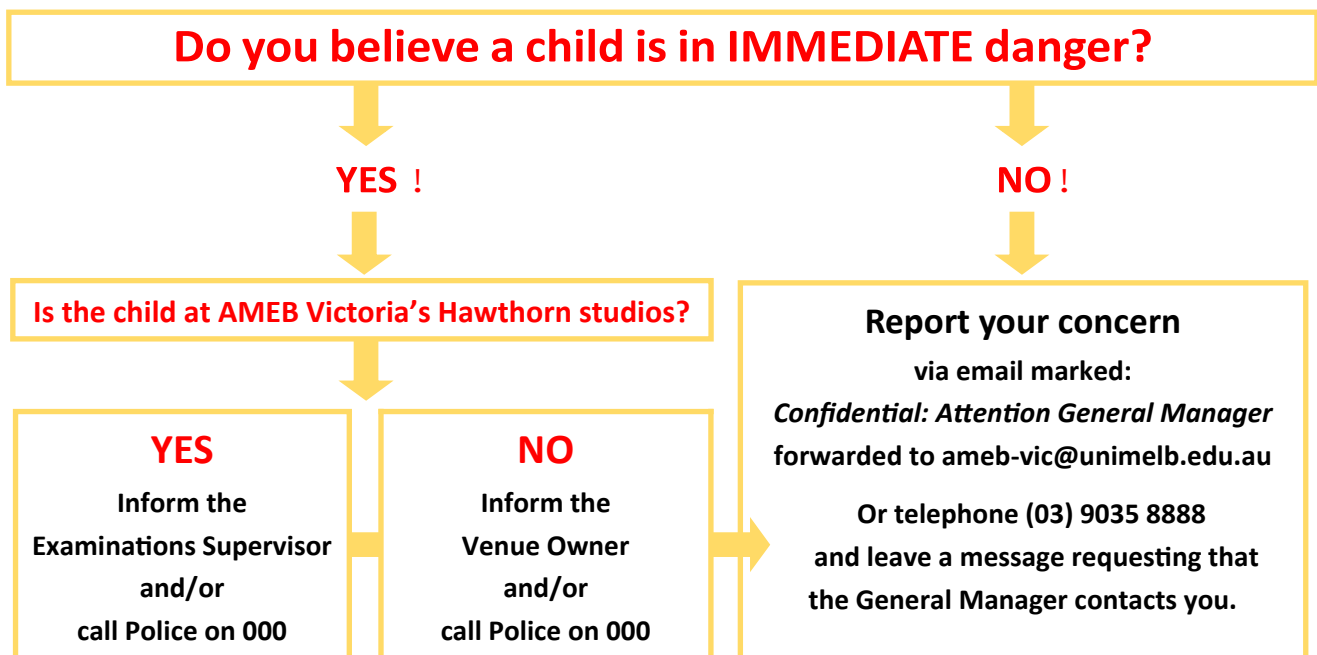 Do you believe a child is in IMMEDIATE danger?
YES !
NO !
Is the child at AMEB Victoria's Hawthorn studios?
YES
Inform the
Examinations Supervisor
and/or
call Police on 000
NO
Inform the
Venue Owner
and/or
call Police on 000
Report your concern
via email marked:
Confidential: Attention General Manager
forwarded to ameb-vic@unimelb.edu.au
Or telephone (03) 9035 8888
and leave a message requesting that
the General Manager contacts you.